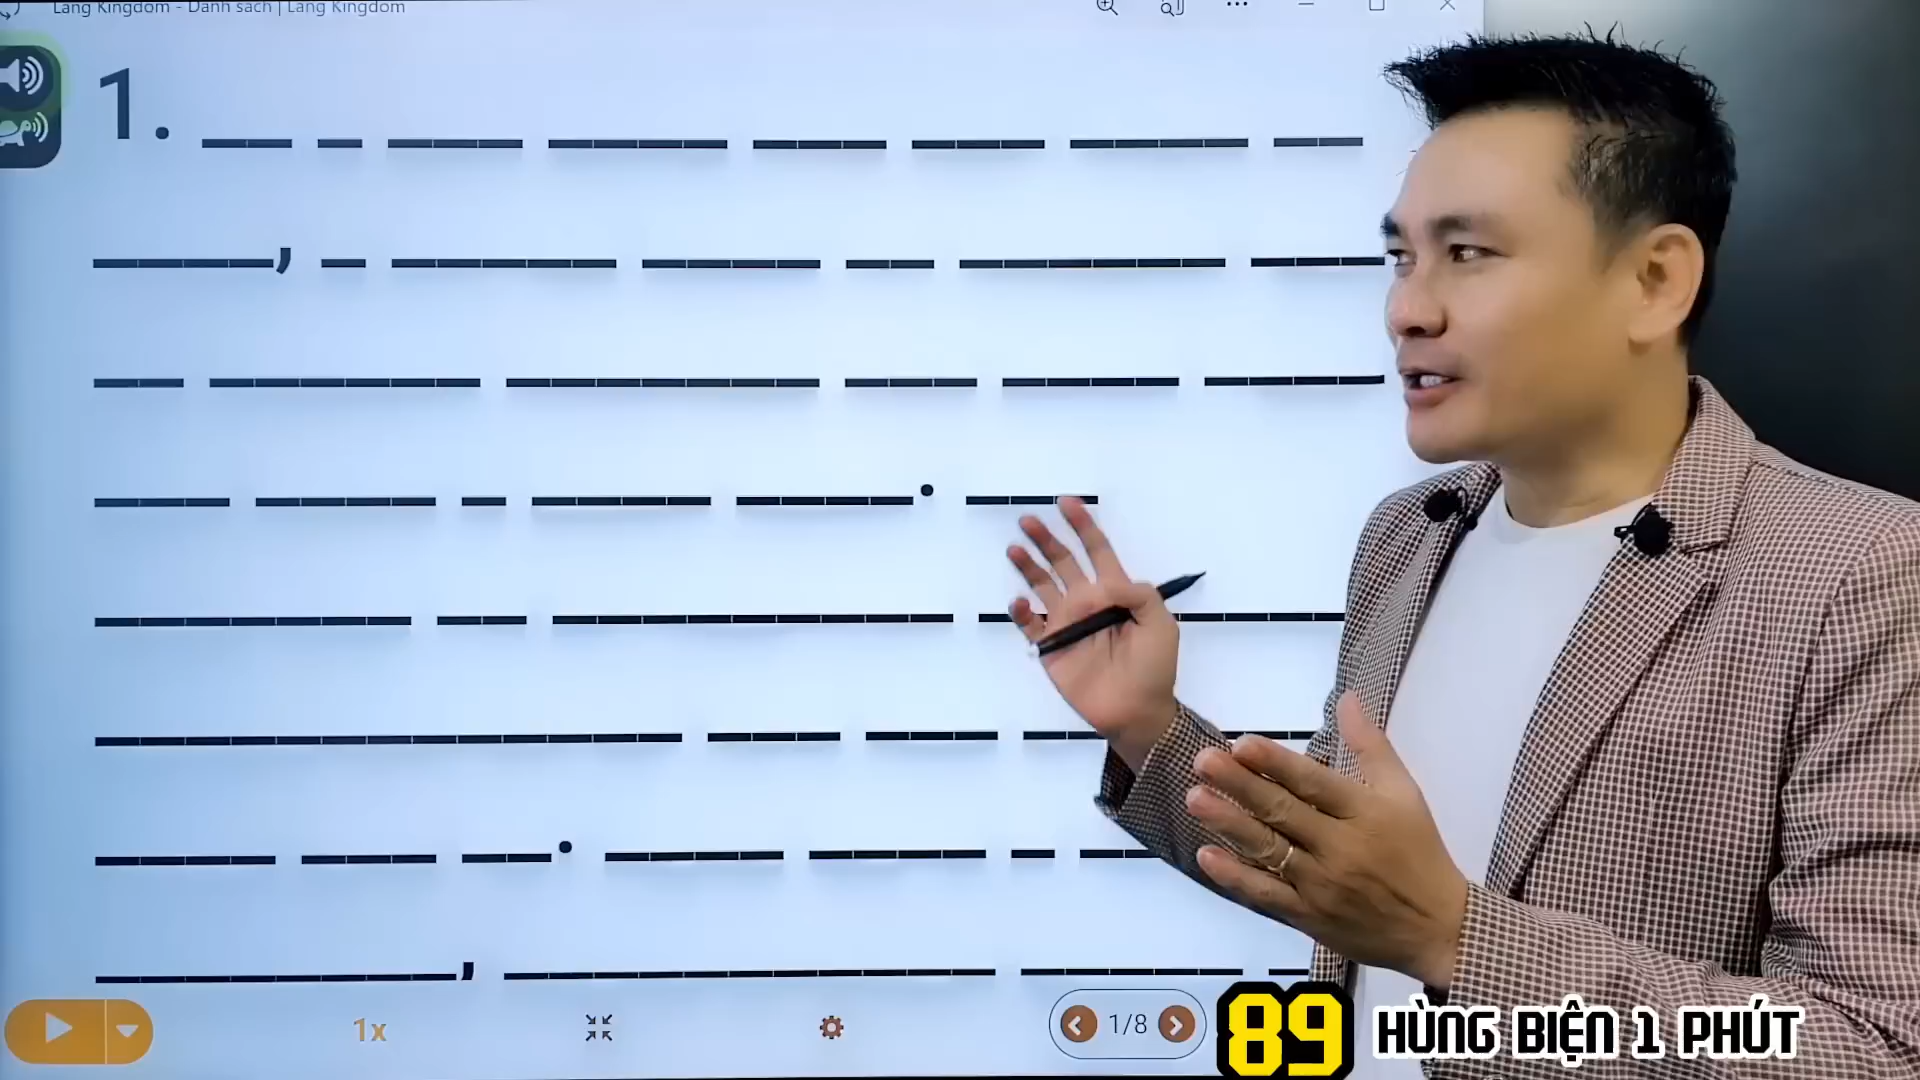 Lang Kingdom - Danh sách | Lang Kingdom
1.
1x
1/8
89 HÙNG BIỆN 1 PHÚT